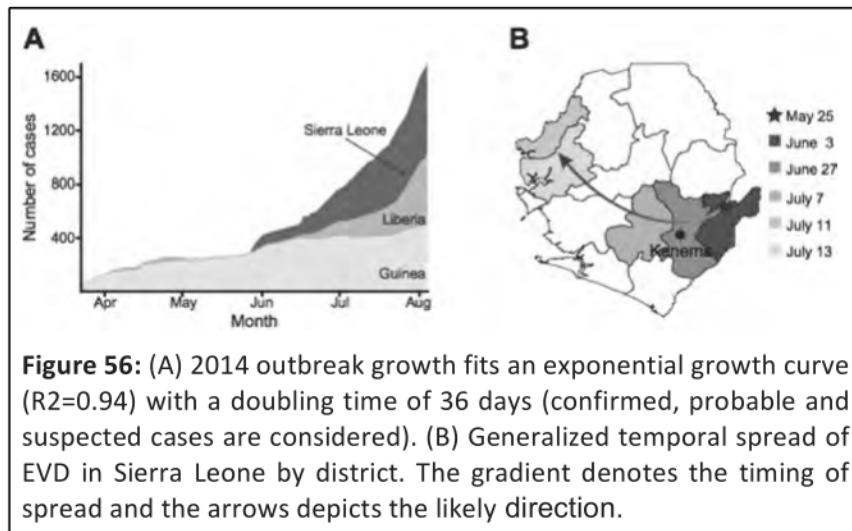 A
B
1600
1200
800
400
Number of cases
Sierra Leone
Liberia
Guinea
Apr
May
Jun
Jul
Aug
Month
Kenema
May 25
June 3
June 27
July 7
July 11
July 13
Figure 56: (A) 2014 outbreak growth fits an exponential growth curve
(R2=0.94) with a doubling time of 36 days (confirmed, probable and
suspected cases are considered). (B) Generalized temporal spread of
EVD in Sierra Leone by district. The gradient denotes the timing of
spread and the arrows depicts the likely direction.